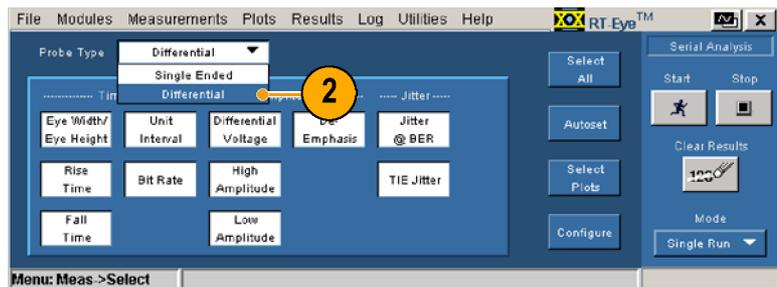 File Modules Measurements Plots Results Log Utilities Help RT-Eye™ X
Probe Type Differential
Single Ended
Differential
2
Tim
Jitter
Eye Width/
Eye Height
Unit
Interval
Differential
Voltage
De-
Emphasis
Jitter
@ BER
Rise
Time
Bit Rate
High
Amplitude
TIE Jitter
Fall
Time
Low
Amplitude
Select
All
Autoset
Select
Plots
Configure
Serial Analysis
Start Stop
Clear Results
123
Mode
Single Run
Menu: Meas->Select